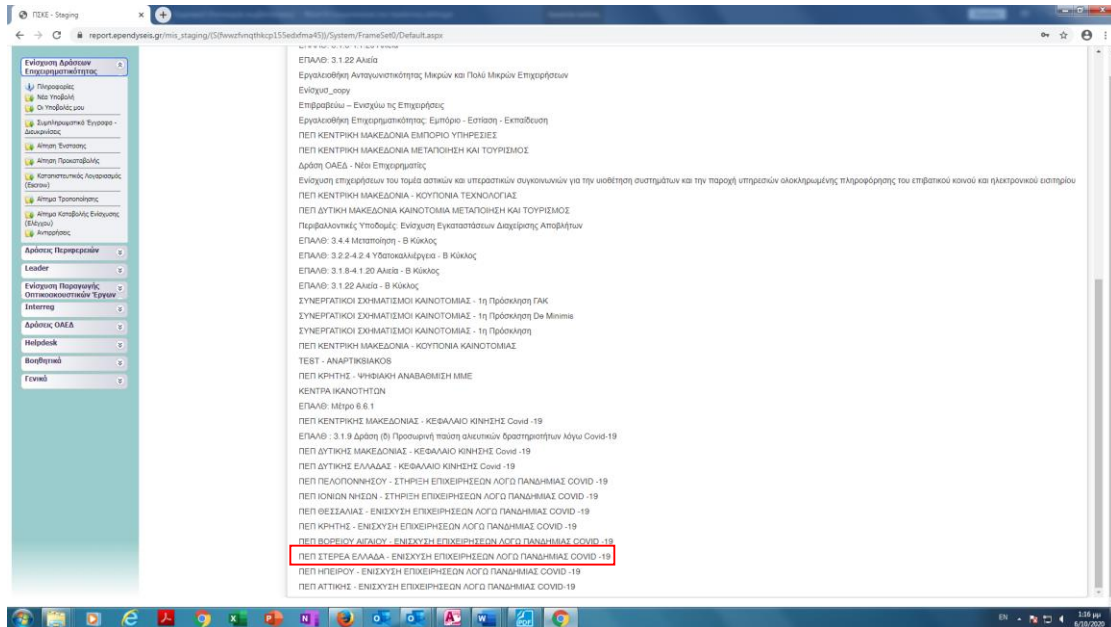 ΠΣΚΕ - Staging
report.ependyseis.gr/mis_staging/(S(fwwzfvnqthkcp155edxfma45))/System/FrameSet0/Default.aspx
Ενίσχυση Δράσεων
Επιχειρηματικότητας
Πληροφορίες
Νέα Υποβολή
Οι Υποβολές μου
Συμπληρωματικά Έγγραφα -
Διευκρινίσεις
Αίτηση Ένστασης
Αίτηση Προκαταβολής
Καταπιστευτικός Λογαριασμός
(Escrow)
Αίτημα Τροποποίησης
Αίτημα Καταβολής Ενίσχυσης
(Ελέγχου)
Αντιρρήσεις
Δράσεις Περιφερειών
Leader
Ενίσχυση Παραγωγής
Οπτικοακουστικών Έργων
Interreg
Δράσεις ΟΑΕΔ
Helpdesk
Βοηθητικά
Γενικά
ΕΠΑΛΘ: 3.1.22 Αλιεία
Εργαλειοθήκη Ανταγωνιστικότητας Μικρών και Πολύ Μικρών Επιχειρήσεων
Ενίσχυσ_copy
Επιβραβεύω – Ενισχύω τις Επιχειρήσεις
Εργαλειοθήκη Επιχειρηματικότητας: Εμπόριο - Εστίαση - Εκπαίδευση
ΠΕΠ ΚΕΝΤΡΙΚΗ ΜΑΚΕΔΟΝΙΑ ΕΜΠΟΡΙΟ ΥΠΗΡΕΣΙΕΣ
ΠΕΠ ΚΕΝΤΡΙΚΗ ΜΑΚΕΔΟΝΙΑ ΜΕΤΑΠΟΙΗΣΗ ΚΑΙ ΤΟΥΡΙΣΜΟΣ
Δράση ΟΑΕΔ - Νέοι Επιχειρηματίες
Ενίσχυση επιχειρήσεων του τομέα αστικών και υπεραστικών συγκοινωνιών για την υιοθέτηση συστημάτων και την παροχή υπηρεσιών ολοκληρωμένης πληροφόρησης του επιβατικού κοινού και ηλεκτρονικού εισιτηρίου
ΠΕΠ ΚΕΝΤΡΙΚΗ ΜΑΚΕΔΟΝΙΑ - ΚΟΥΠΟΝΙΑ ΤΕΧΝΟΛΟΓΙΑΣ
ΠΕΠ ΔΥΤΙΚΗ ΜΑΚΕΔΟΝΙΑ ΚΑΙΝΟΤΟΜΙΑ ΜΕΤΑΠΟΙΗΣΗ ΚΑΙ ΤΟΥΡΙΣΜΟΣ
Περιβαλλοντικές Υποδομές: Ενίσχυση Εγκαταστάσεων Διαχείρισης Αποβλήτων
ΕΠΑΛΘ: 3.4.4 Μεταποίηση - Β Κύκλος
ΕΠΑΛΘ: 3.2.2-4.2.4 Υδατοκαλλιέργεια - Β Κύκλος
ΕΠΑΛΘ: 3.1.8-4.1.20 Αλιεία - Β Κύκλος
ΕΠΑΛΘ: 3.1.22 Αλιεία - Β Κύκλος
ΣΥΝΕΡΓΑΤΙΚΟΙ ΣΧΗΜΑΤΙΣΜΟΙ ΚΑΙΝΟΤΟΜΙΑΣ - 1η Πρόσκληση ΓΑΚ
ΣΥΝΕΡΓΑΤΙΚΟΙ ΣΧΗΜΑΤΙΣΜΟΙ ΚΑΙΝΟΤΟΜΙΑΣ - 1η Πρόσκληση De Minimis
ΣΥΝΕΡΓΑΤΙΚΟΙ ΣΧΗΜΑΤΙΣΜΟΙ ΚΑΙΝΟΤΟΜΙΑΣ - 1η Πρόσκληση
ΠΕΠ ΚΕΝΤΡΙΚΗ ΜΑΚΕΔΟΝΙΑ - ΚΟΥΠΟΝΙΑ ΚΑΙΝΟΤΟΜΙΑΣ
TEST - ANAPTIKSIAKOS
ΠΕΠ ΚΡΗΤΗΣ - ΨΗΦΙΑΚΗ ΑΝΑΒΑΘΜΙΣΗ ΜΜΕ
ΚΕΝΤΡΑ ΙΚΑΝΟΤΗΤΩΝ
ΕΠΑΛΘ: Μέτρο 6.6.1
ΠΕΠ ΚΕΝΤΡΙΚΗΣ ΜΑΚΕΔΟΝΙΑΣ - ΚΕΦΑΛΑΙΟ ΚΙΝΗΣΗΣ Covid -19
ΕΠΑΛΘ : 3.1.9 Δράση (δ) Προσωρινή παύση αλιευτικών δραστηριοτήτων λόγω Covid-19
ΠΕΠ ΔΥΤΙΚΗΣ ΜΑΚΕΔΟΝΙΑΣ - ΚΕΦΑΛΑΙΟ ΚΙΝΗΣΗΣ Covid -19
ΠΕΠ ΔΥΤΙΚΗΣ ΕΛΛΑΔΑΣ - ΚΕΦΑΛΑΙΟ ΚΙΝΗΣΗΣ Covid -19
ΠΕΠ ΠΕΛΟΠΟΝΝΗΣΟΥ - ΣΤΗΡΙΞΗ ΕΠΙΧΕΙΡΗΣΕΩΝ ΛΟΓΩ ΠΑΝΔΗΜΙΑΣ COVID -19
ΠΕΠ ΙΟΝΙΩΝ ΝΗΣΩΝ - ΣΤΗΡΙΞΗ ΕΠΙΧΕΙΡΗΣΕΩΝ ΛΟΓΩ ΠΑΝΔΗΜΙΑΣ COVID -19
ΠΕΠ ΘΕΣΣΑΛΙΑΣ - ΕΝΙΣΧΥΣΗ ΕΠΙΧΕΙΡΗΣΕΩΝ ΛΟΓΩ ΠΑΝΔΗΜΙΑΣ COVID -19
ΠΕΠ ΚΡΗΤΗΣ - ΕΝΙΣΧΥΣΗ ΕΠΙΧΕΙΡΗΣΕΩΝ ΛΟΓΩ ΠΑΝΔΗΜΙΑΣ COVID -19
ΠΕΠ ΒΟΡΕΙΟΥ ΑΙΓΑΙΟΥ - ΕΝΙΣΧΥΣΗ ΕΠΙΧΕΙΡΗΣΕΩΝ ΛΟΓΩ ΠΑΝΔΗΜΙΑΣ COVID -19
ΠΕΠ ΣΤΕΡΕΑ ΕΛΛΑΔΑ - ΕΝΙΣΧΥΣΗ ΕΠΙΧΕΙΡΗΣΕΩΝ ΛΟΓΩ ΠΑΝΔΗΜΙΑΣ COVID -19
ΠΕΠ ΗΠΕΙΡΟΥ - ΕΝΙΣΧΥΣΗ ΕΠΙΧΕΙΡΗΣΕΩΝ ΛΟΓΩ ΠΑΝΔΗΜΙΑΣ COVID -19
ΠΕΠ ΑΤΤΙΚΗΣ - ΕΝΙΣΧΥΣΗ ΕΠΙΧΕΙΡΗΣΕΩΝ ΛΟΓΩ ΠΑΝΔΗΜΙΑΣ COVID-19
EN
1:16 μμ
6/10/2020